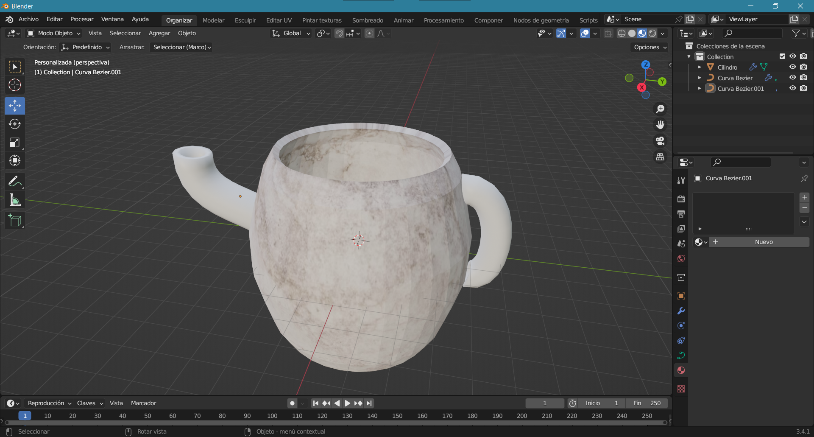 Blender
Archivo Editar Procesar Ventana Ayuda Organizar Modelar Esculpir Editar UV Pintar texturas Sombreado Animar Procesamiento Componer Nodos de geometría Scripts Scene ViewLayer
Modo Objeto Vista Seleccionar Agregar Objeto Global
Orientación: Predefinido Arrastrar: Seleccionar (Marco) Opciones
Personalizada (perspectiva)
(1) Collection | Curva Bezier.001
Z
Y
X
Colecciones de la escena
Collection
Cilindro
Curva Bezier
Curva Bezier.001
Curva Bezier.001
Nuevo
Reproducción Claves Vista Marcador 1 Inicio 1 Fin 250
1 10 20 30 40 50 60 70 80 90 100 110 120 130 140 150 160 170 180 190 200 210 220 230 240 250
Seleccionar Rotar vista Objeto - menú contextual 3.4.1